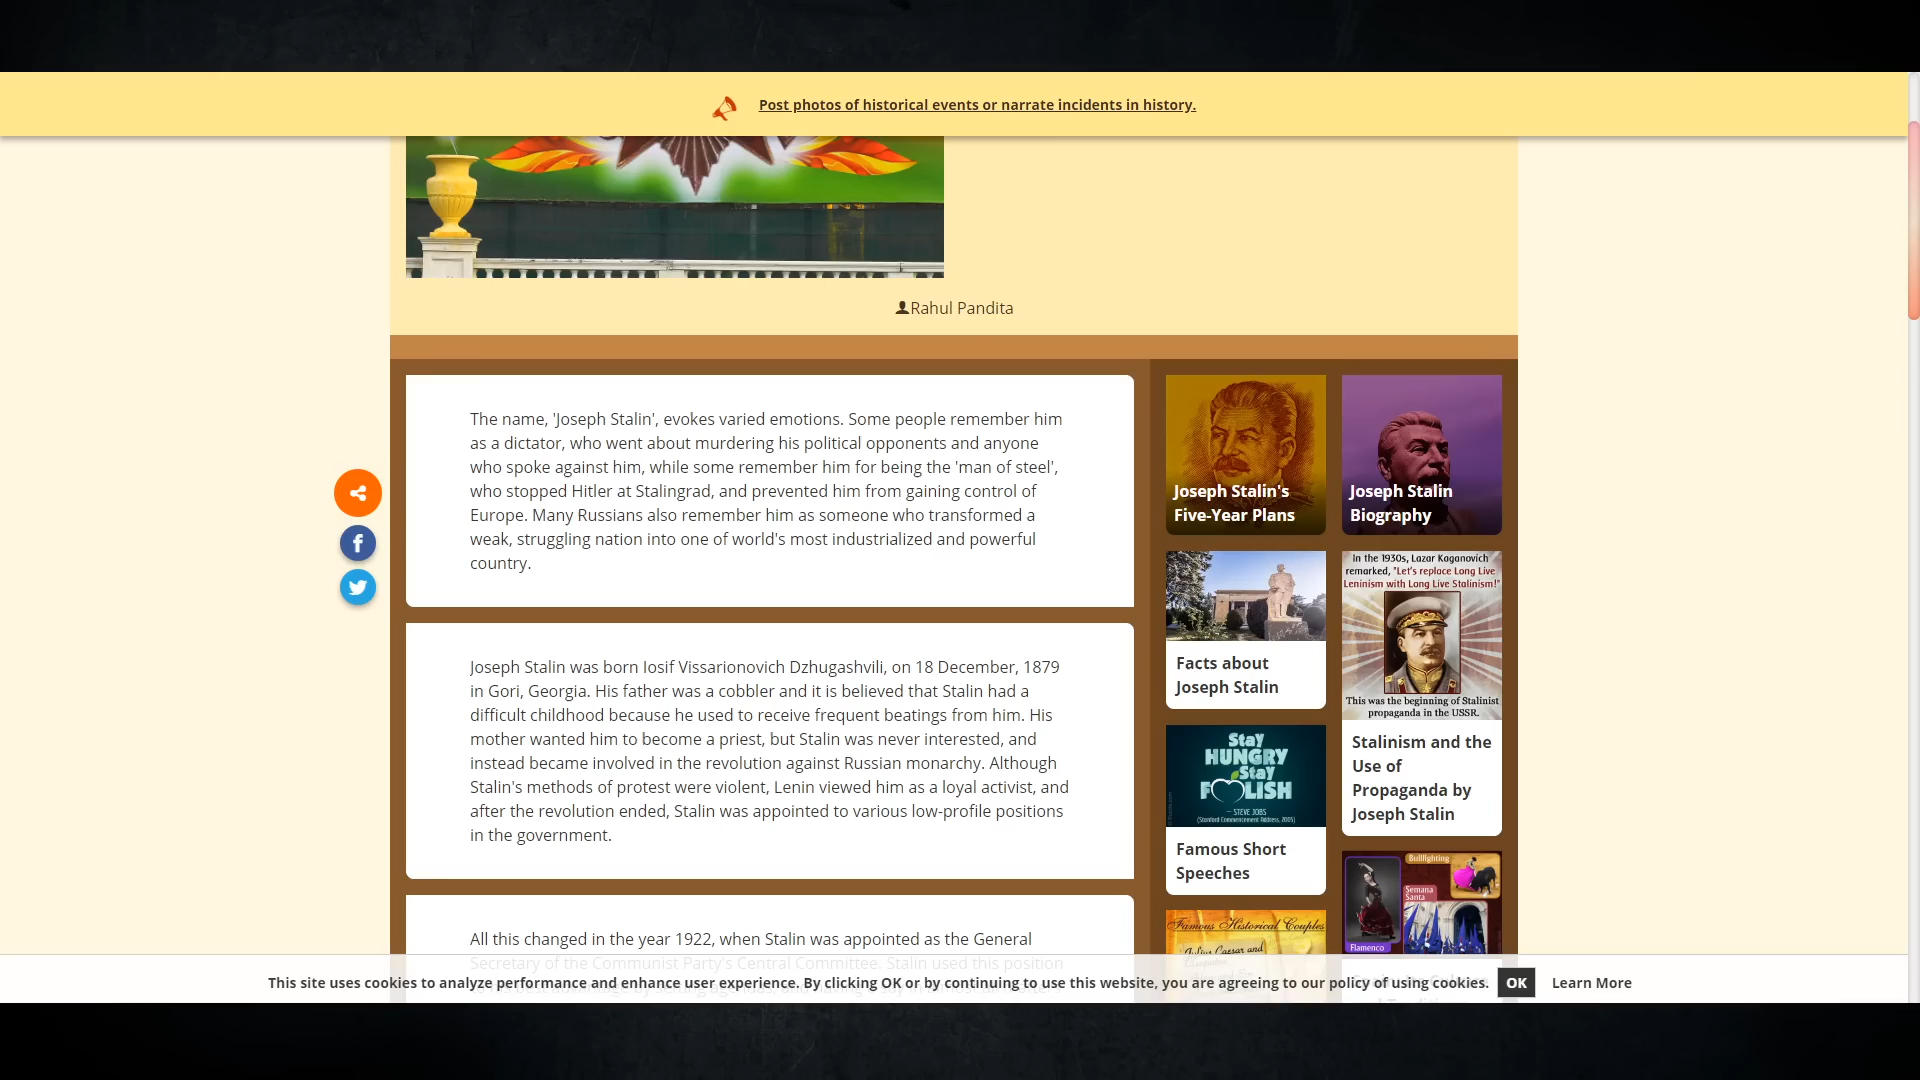 Post photos of historical events or narrate incidents in history.
Rahul Pandita
The name, 'Joseph Stalin', evokes varied emotions. Some people remember him
as a dictator, who went about murdering his political opponents and anyone
who spoke against him, while some remember him for being the 'man of steel',
who stopped Hitler at Stalingrad, and prevented him from gaining control of
Europe. Many Russians also remember him as someone who transformed a
weak, struggling nation into one of world's most industrialized and powerful
country.
Joseph Stalin was born Iosif Vissarionovich Dzhugashvili, on 18 December, 1879
in Gori, Georgia. His father was a cobbler and it is believed that Stalin had a
difficult childhood because he used to receive frequent beatings from him. His
mother wanted him to become a priest, but Stalin was never interested, and
instead became involved in the revolution against Russian monarchy. Although
Stalin's methods of protest were violent, Lenin viewed him as a loyal activist, and
after the revolution ended, Stalin was appointed to various low-profile positions
in the government.
All this changed in the year 1922, when Stalin was appointed as the General
Secretary of the Communist Party's Central Committee. Stalin used this position
Joseph Stalin's
Five-Year Plans
Joseph Stalin
Biography
Facts about
Joseph Stalin
In the 1930s, Lazar Kaganovich
remarked, "Let's replace Long Live
Leninism with Long Live Stalinism!"
This was the beginning of Stalinist
propaganda in the USSR.
Stalinism and the
Use of
Propaganda by
Joseph Stalin
Stay
HUNGRY
Stay
FOOLISH
— STEVE JOBS
(Stanford Commencement Address, 2005)
Famous Short
Speeches
Bullfighting
Semana
Santa
Flamenco
Famous Historical Couples
Julius Caesar and
Cleopatra
This site uses cookies to analyze performance and enhance user experience. By clicking OK or by continuing to use this website, you are agreeing to our policy of using cookies.
OK
Learn More